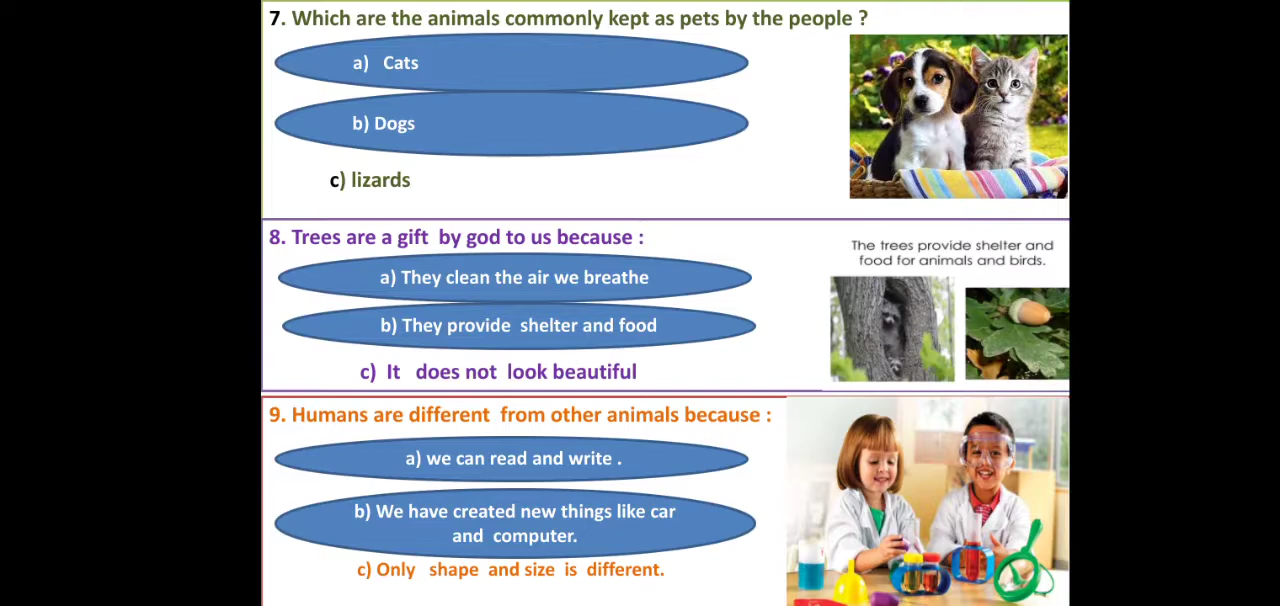 7. Which are the animals commonly kept as pets by the people ?
a) Cats
b) Dogs
c) lizards
8. Trees are a gift by god to us because :
a) They clean the air we breathe
b) They provide shelter and food
c) It does not look beautiful
The trees provide shelter and
food for animals and birds.
9. Humans are different from other animals because :
a) we can read and write .
b) We have created new things like car
and computer.
c) Only shape and size is different.